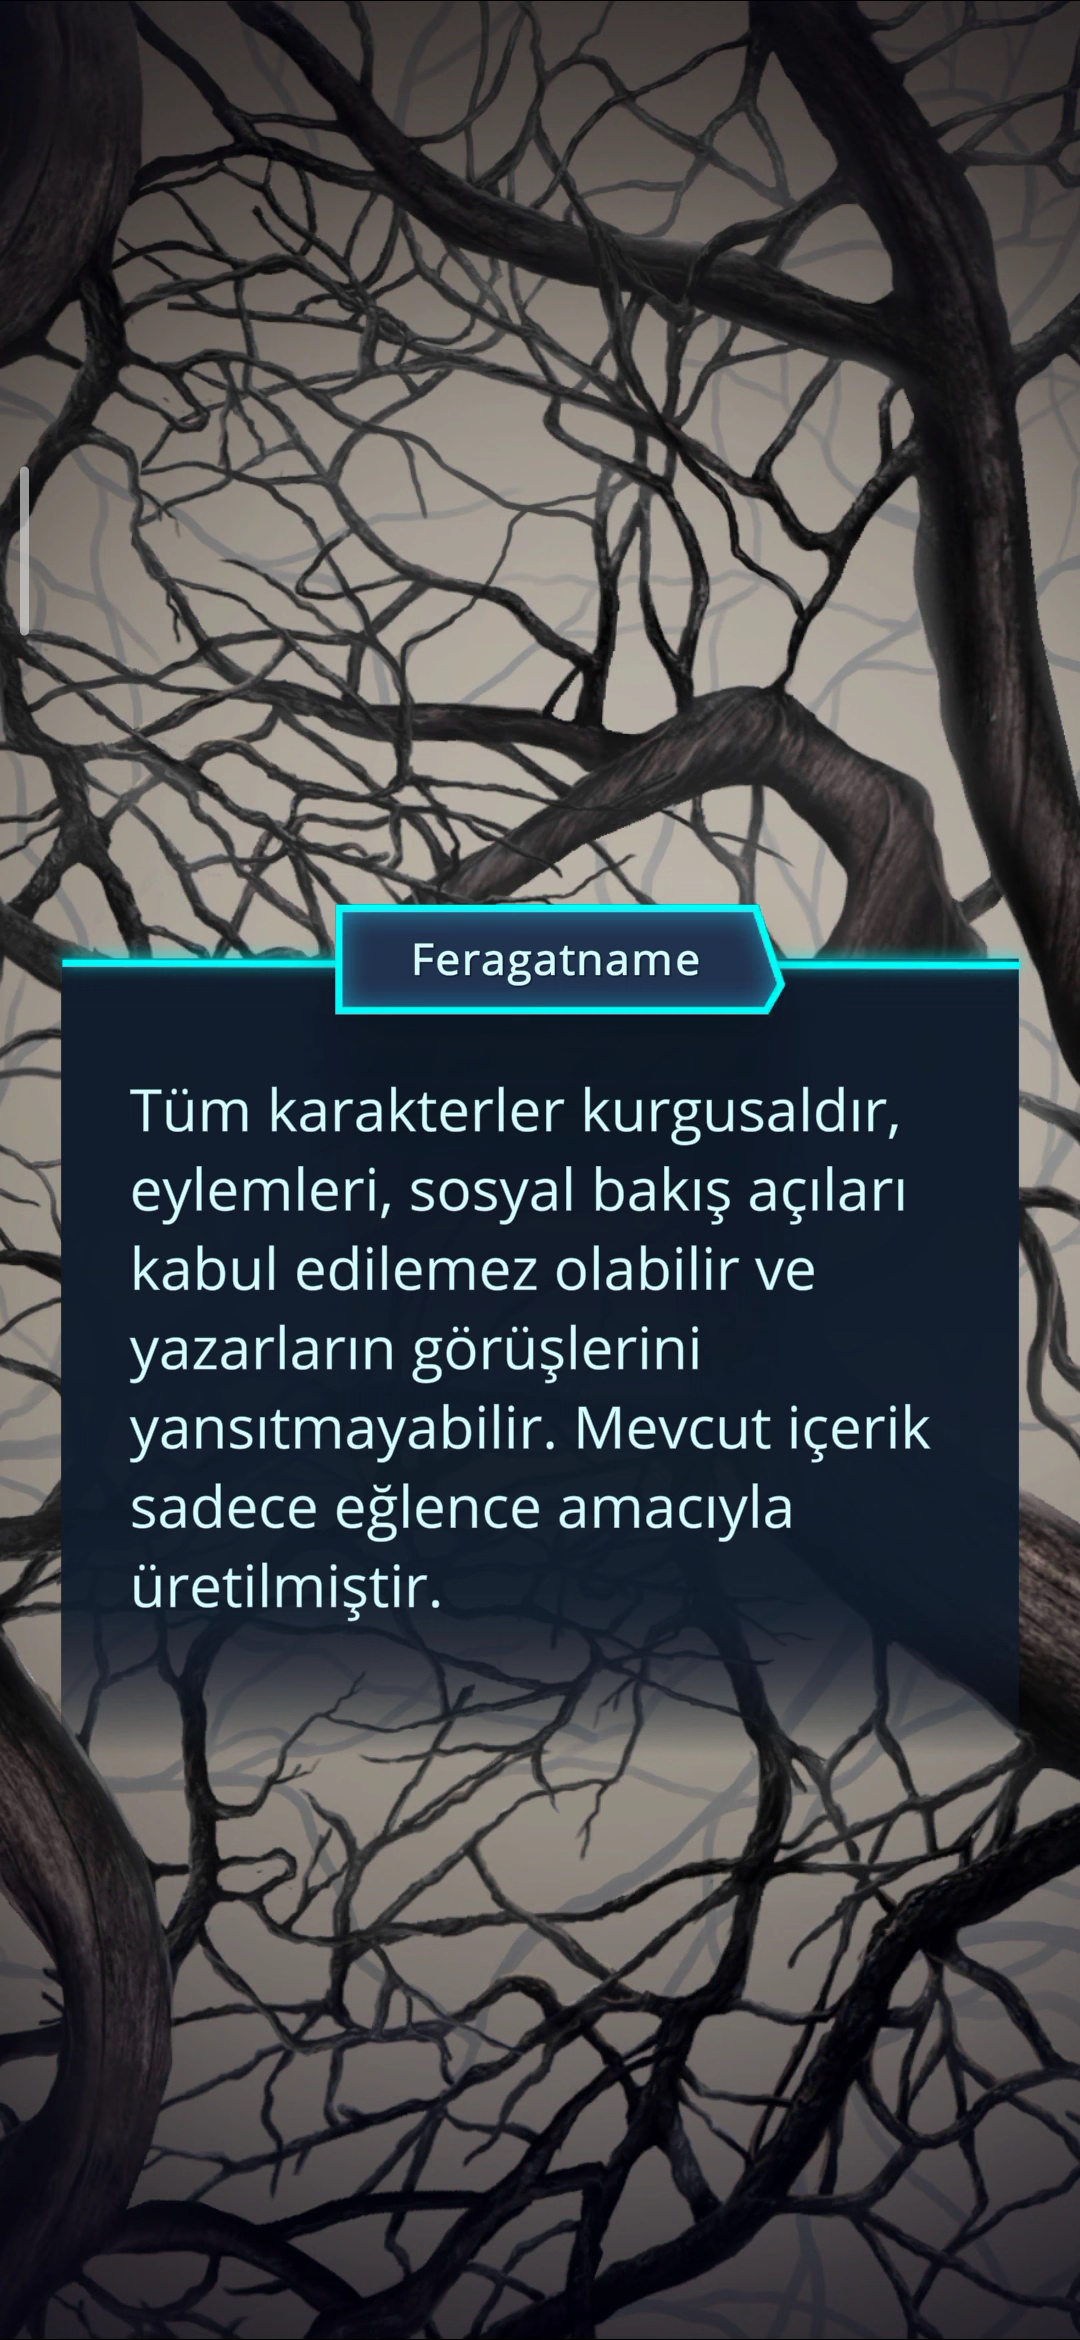 Feragatname
Tüm karakterler kurgusaldır,
eylemleri, sosyal bakış açıları
kabul edilemez olabilir ve
yazarların görüşlerini
yansıtmayabilir. Mevcut içerik
sadece eğlence amacıyla
üretilmiştir.